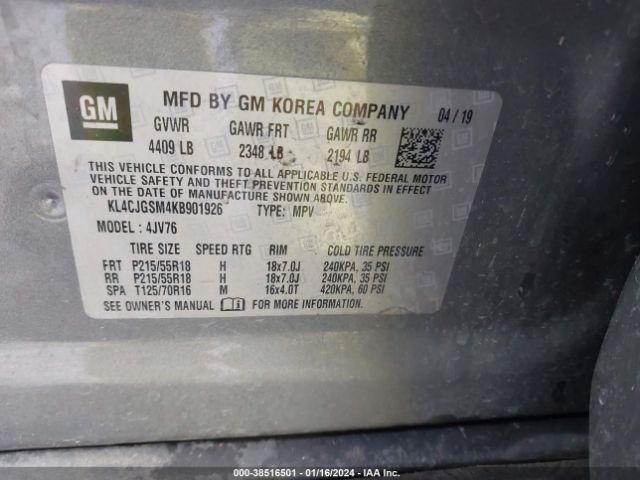 GM
MFD BY GM KOREA COMPANY 04 / 19
GVWR GAWR FRT GAWR RR
4409 LB 2348 LB 2194 LB
THIS VEHICLE CONFORMS TO ALL APPLICABLE U.S. FEDERAL MOTOR
VEHICLE SAFETY AND THEFT PREVENTION STANDARDS IN EFFECT ON
THE DATE OF MANUFACTURE SHOWN ABOVE.
KL4CJGSM4KB901926 TYPE: MPV
MODEL : 4JV76
TIRE SIZE SPEED RTG RIM COLD TIRE PRESSURE
FRT P215/55R18 H 18x7.0J 240KPA, 35 PSI
RR P215/55R18 H 18x7.0J 240KPA, 35 PSI
SPA T125/70R16 M 16x4.0T 420KPA, 60 PSI
SEE OWNER'S MANUAL FOR MORE INFORMATION.
000-38516501 - 01/16/2024 - IAA Inc.